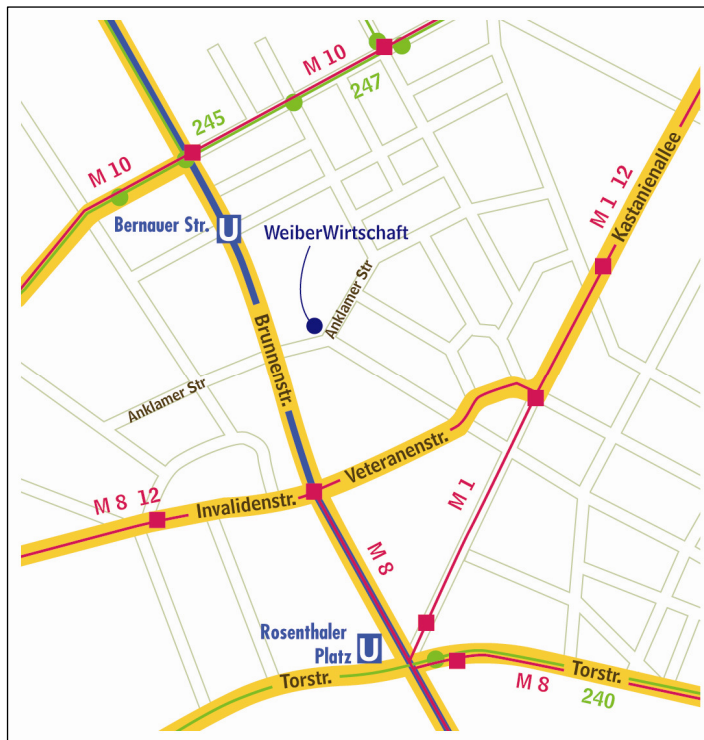 M 10
247
245
M 10
M 1 12
Kastanienallee
Bernauer Str. U
WeiberWirtschaft
Anklamer Str
Brunnenstr.
Anklamer Str
Veteranenstr.
M 8 12
Invalidenstr.
M 1
M 8
Rosenthaler
Platz U
Torstr.
Torstr.
M 8
240